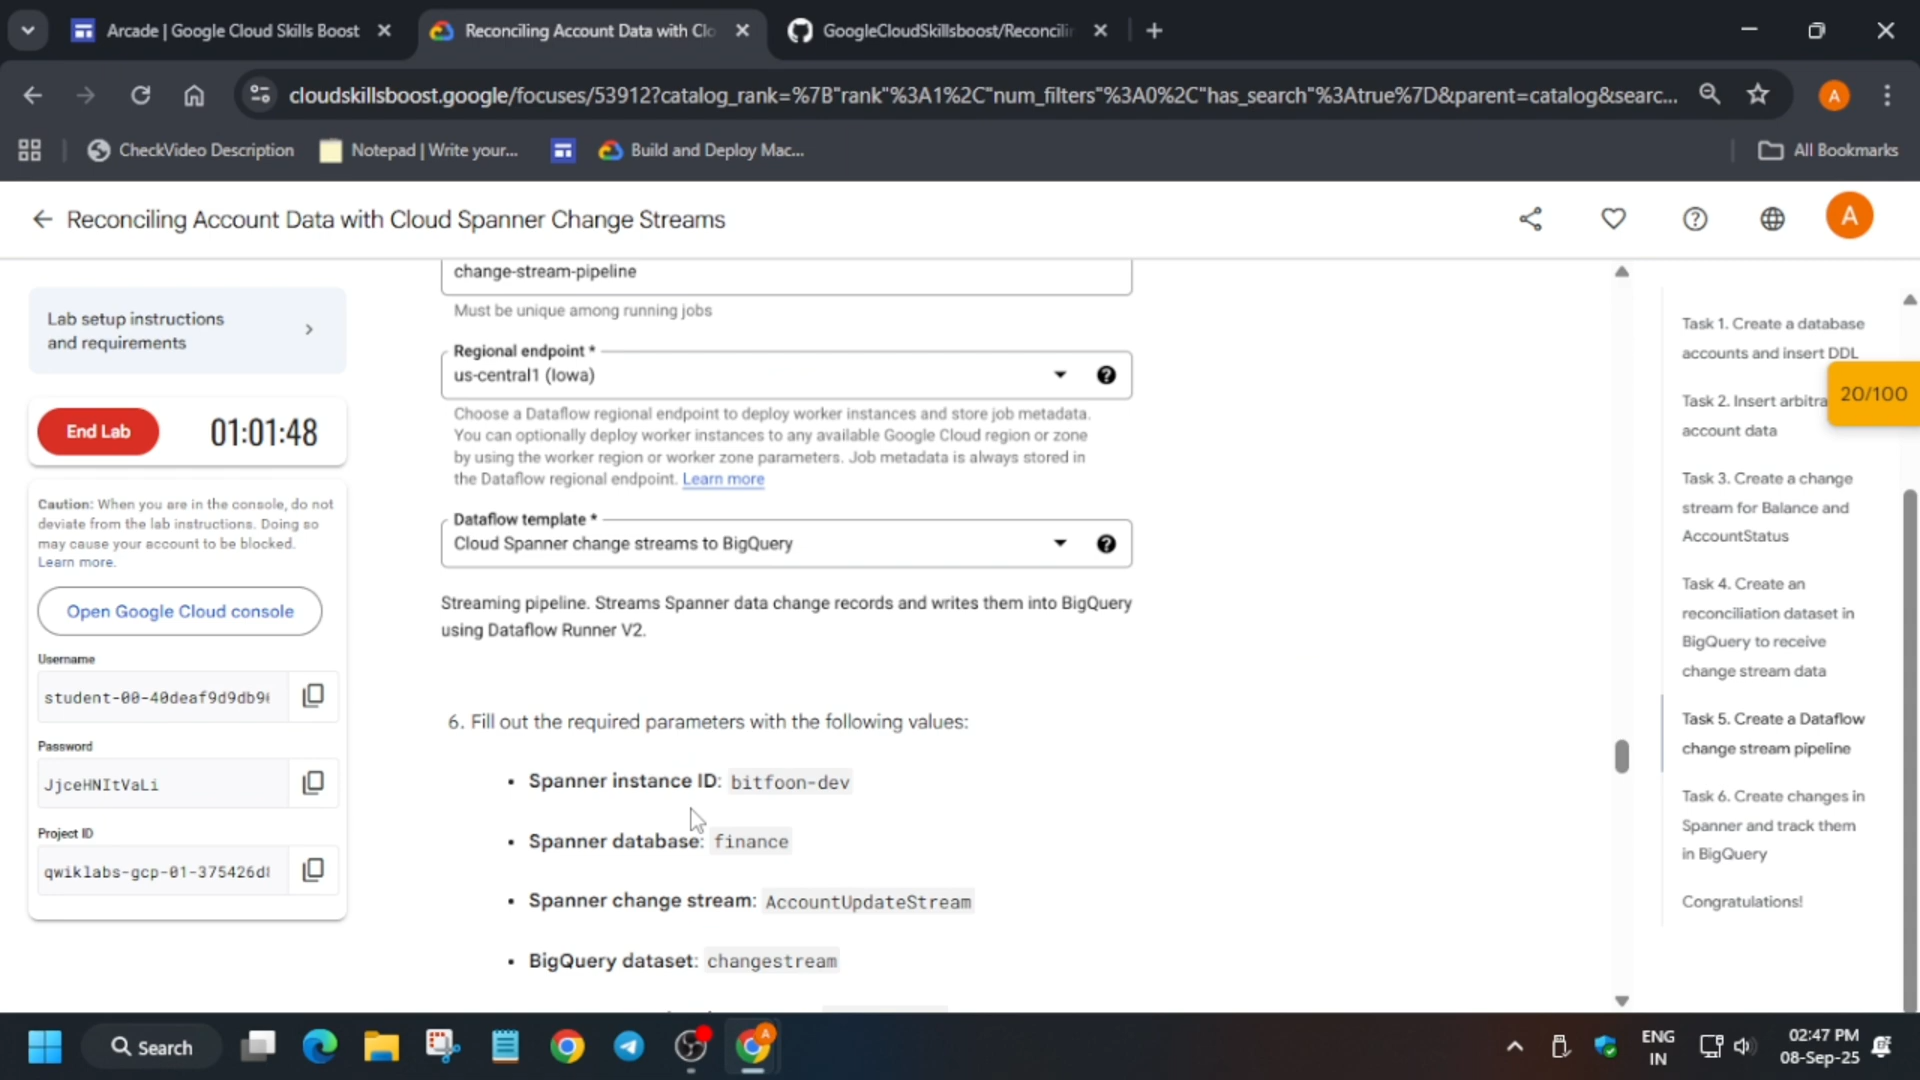 Arcade | Google Cloud Skills Boost
Reconciling Account Data with Clo
GoogleCloudSkillsboost/Reconcilin
cloudskillsboost.google/focuses/53912?catalog_rank=%7B"rank"%3A1%2C"num_filters"%3A0%2C"has_search"%3Atrue%7D&parent=catalog&searc...
A
CheckVideo Description
Notepad | Write your...
Build and Deploy Mac...
All Bookmarks
Reconciling Account Data with Cloud Spanner Change Streams
A
Lab setup instructions
and requirements
End Lab
01:01:48
Caution: When you are in the console, do not
deviate from the lab instructions. Doing so
may cause your account to be blocked.
Learn more.
Open Google Cloud console
Username
student-00-40deaf9d9db9
Password
JjceHNItVaLi
Project ID
qwiklabs-gcp-01-375426d
change-stream-pipeline
Must be unique among running jobs
Regional endpoint *
us-central1 (Iowa)
Choose a Dataflow regional endpoint to deploy worker instances and store job metadata.
You can optionally deploy worker instances to any available Google Cloud region or zone
by using the worker region or worker zone parameters. Job metadata is always stored in
the Dataflow regional endpoint. Learn more
Dataflow template *
Cloud Spanner change streams to BigQuery
Streaming pipeline. Streams Spanner data change records and writes them into BigQuery
using Dataflow Runner V2.
6. Fill out the required parameters with the following values:
• Spanner instance ID: bitfoon-dev
• Spanner database: finance
• Spanner change stream: AccountUpdateStream
• BigQuery dataset: changestream
Task 1. Create a database
accounts and insert DDL
Task 2. Insert arbitra
account data
20/100
Task 3. Create a change
stream for Balance and
AccountStatus
Task 4. Create an
reconciliation dataset in
BigQuery to receive
change stream data
Task 5. Create a Dataflow
change stream pipeline
Task 6. Create changes in
Spanner and track them
in BigQuery
Congratulations!
Search
A
ENG
IN
02:47 PM
08-Sep-25